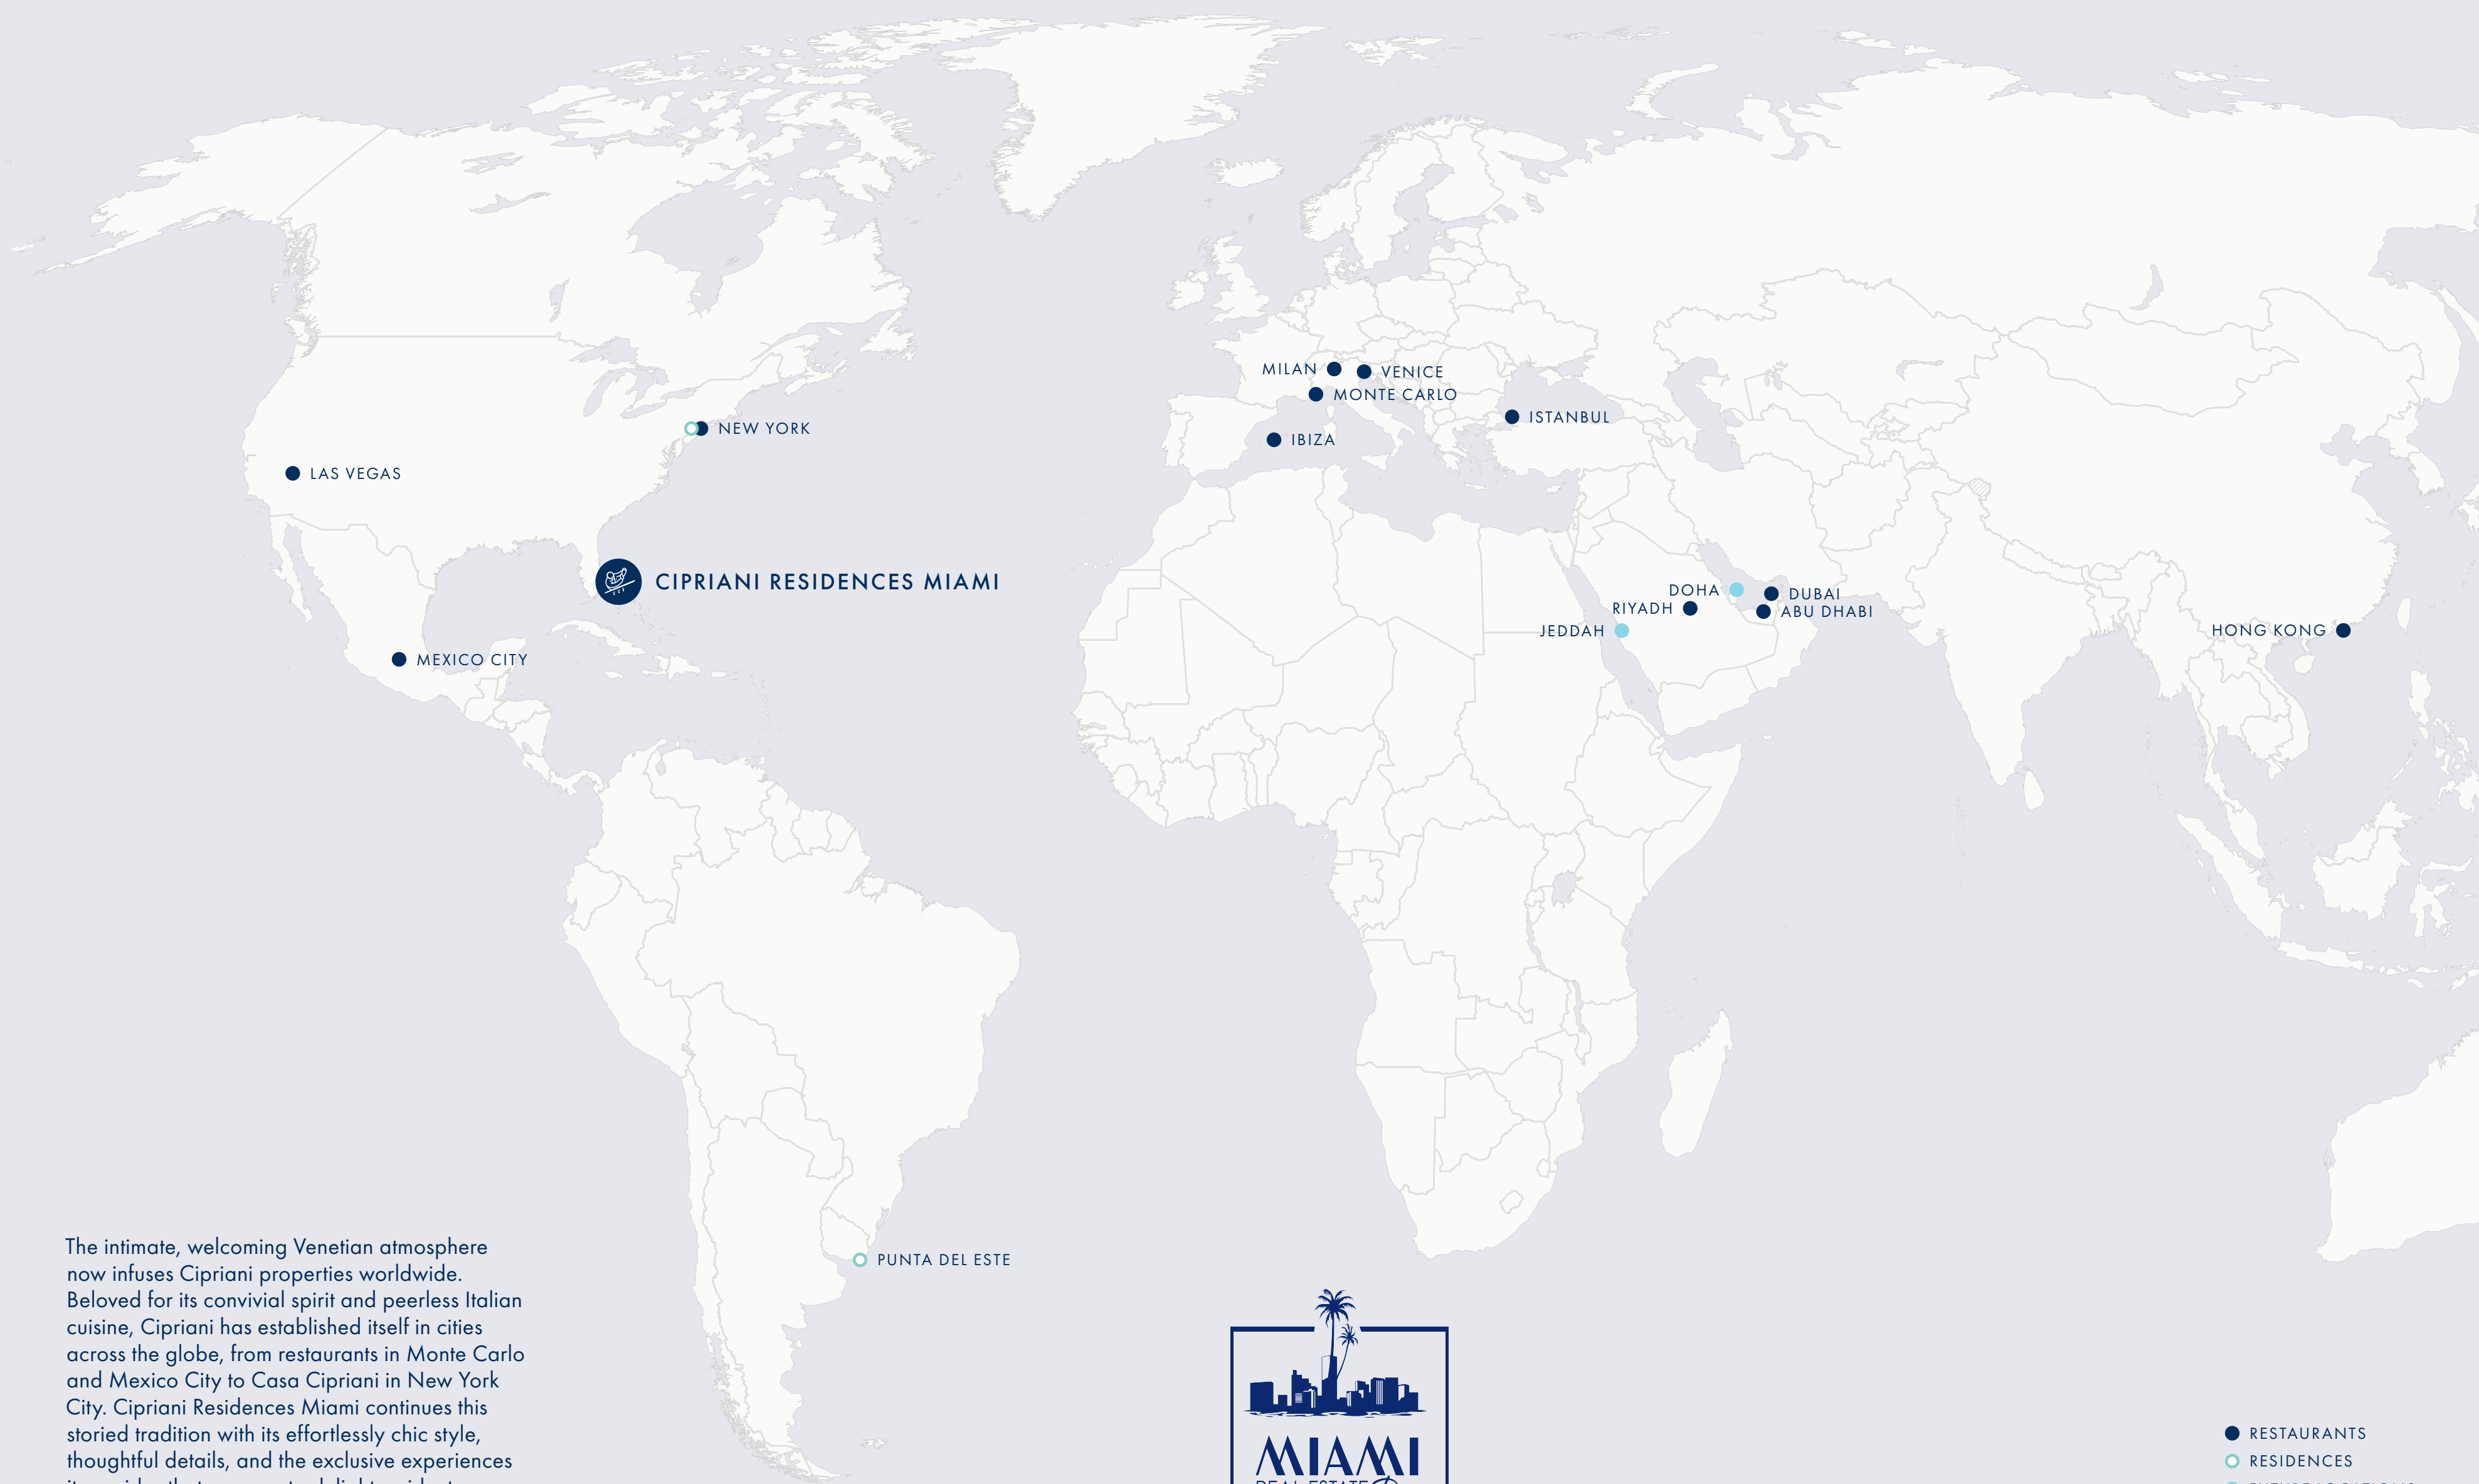 MILAN
VENICE
MONTE CARLO
ISTANBUL
NEW YORK
IBIZA
LAS VEGAS
CIPRIANI RESIDENCES MIAMI
DOHA
DUBAI
RIYADH
ABU DHABI
JEDDAH
HONG KONG
MEXICO CITY
PUNTA DEL ESTE
The intimate, welcoming Venetian atmosphere
now infuses Cipriani properties worldwide.
Beloved for its convivial spirit and peerless Italian
cuisine, Cipriani has established itself in cities
across the globe, from restaurants in Monte Carlo
and Mexico City to Casa Cipriani in New York
City. Cipriani Residences Miami continues this
storied tradition with its effortlessly chic style,
thoughtful details, and the exclusive experiences
MIAMI
REAL ESTATE
RESTAURANTS
RESIDENCES